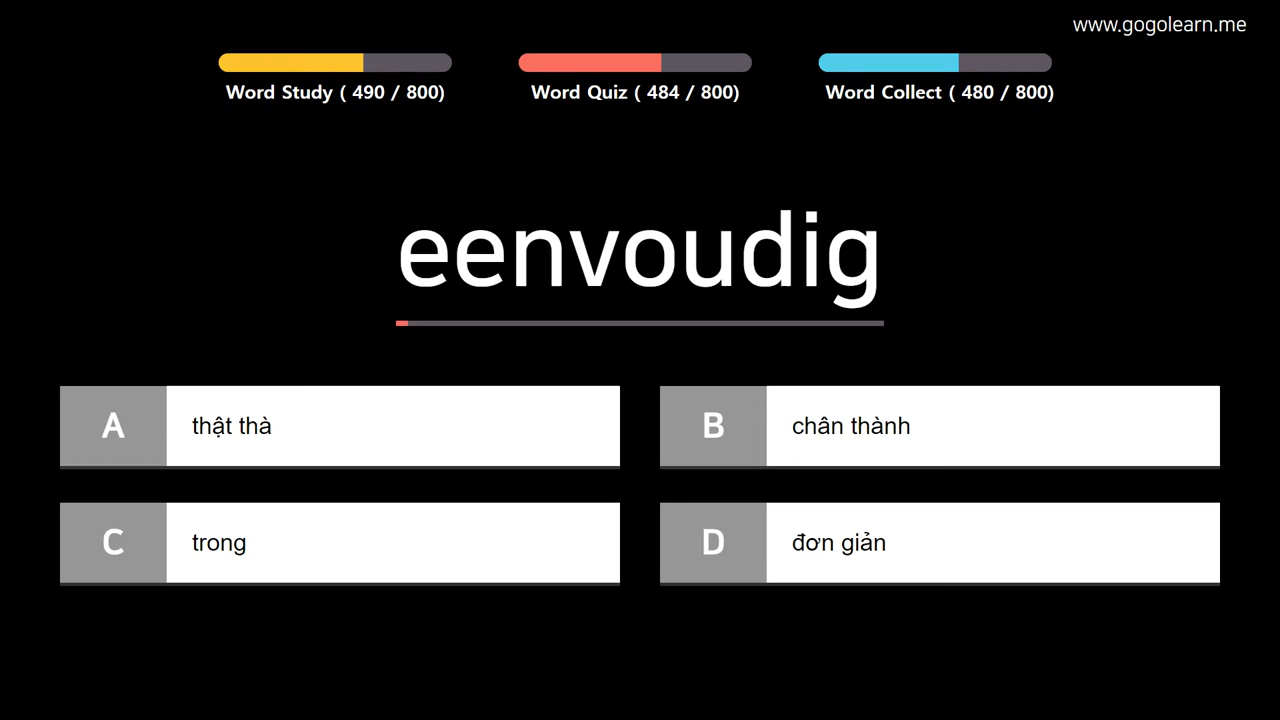 www.gogolearn.me
Word Study ( 490 / 800)
Word Quiz ( 484 / 800)
Word Collect ( 480 / 800)
eenvoudig
A thật thà
B chân thành
C trong
D đơn giản